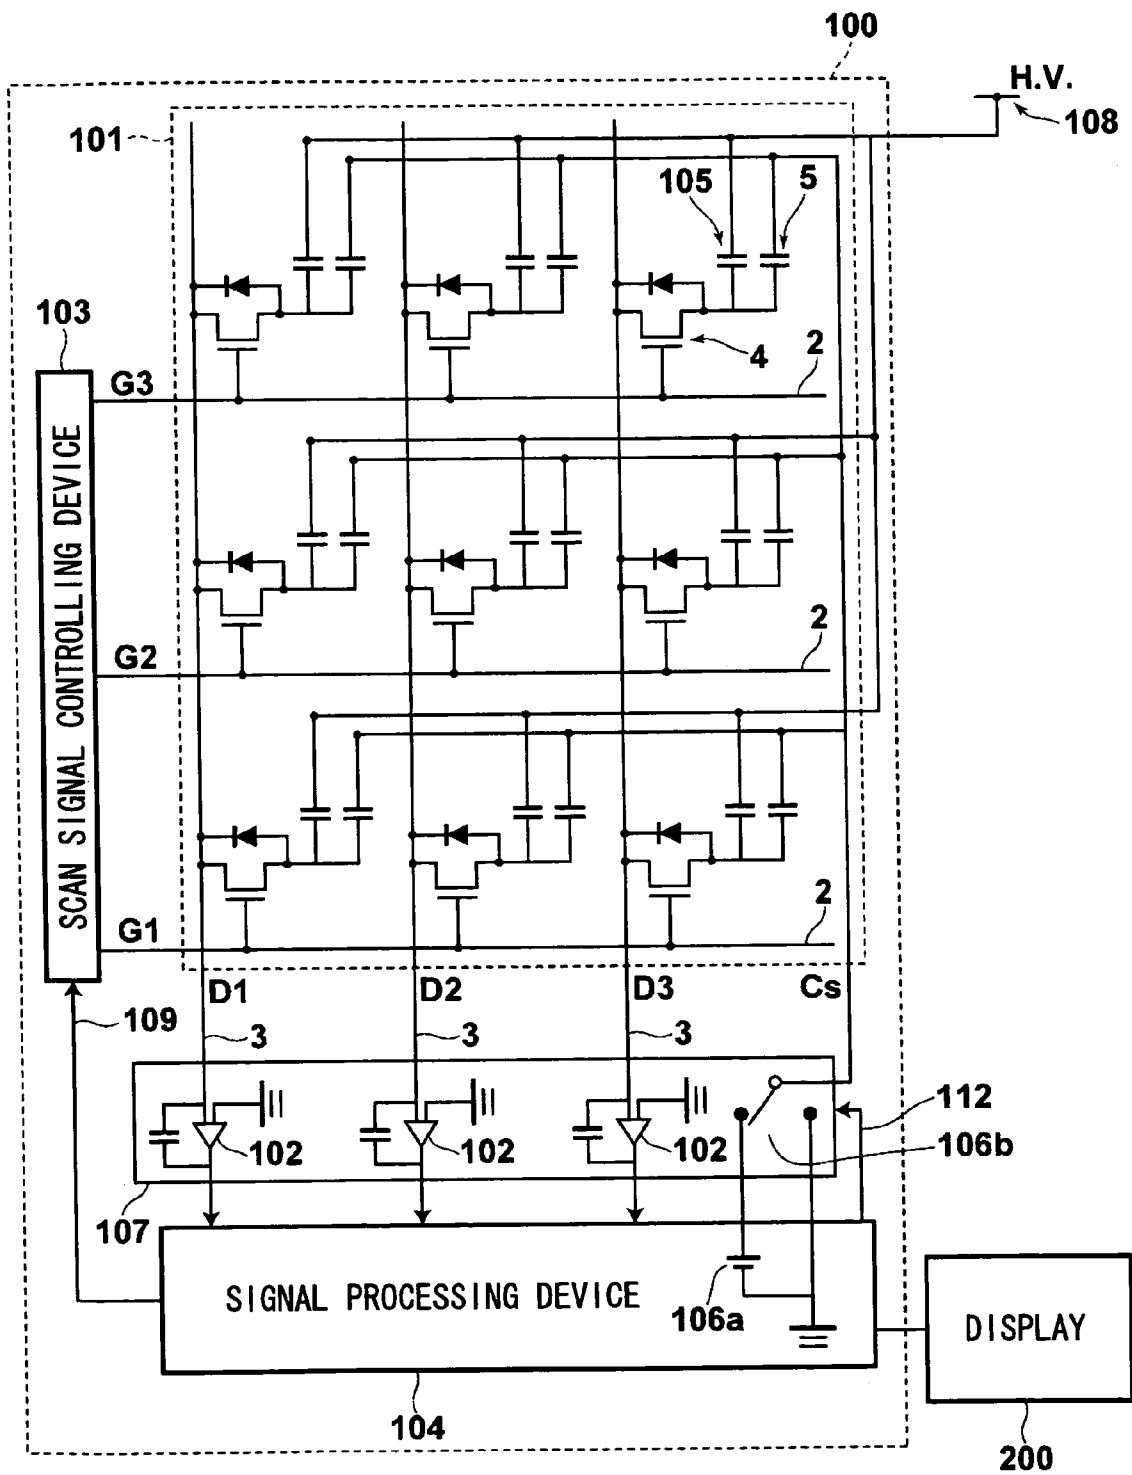 100
H.V.
108
101
105
5
103
4
2
G3
SCAN SIGNAL CONTROLLING DEVICE
2
G2
2
G1
D1
D2
D3
Cs
109
3
3
3
112
102
102
102
106b
107
SIGNAL PROCESSING DEVICE
106a
DISPLAY
104
200